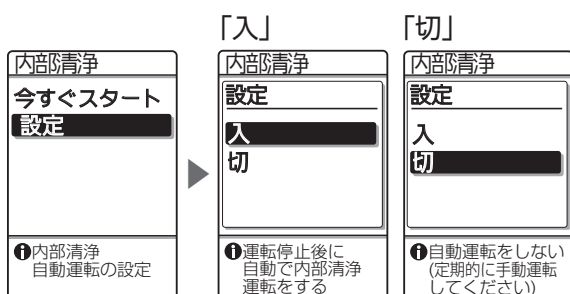 「入」
「切」
内部清浄
今すぐスタート
設定
❶内部清浄
自動運転の設定
内部清浄
設定
入
切
❶運転停止後に
自動で内部清浄
運転をする
内部清浄
設定
入
切
❶自動運転をしない
(定期的に手動運転
してください)